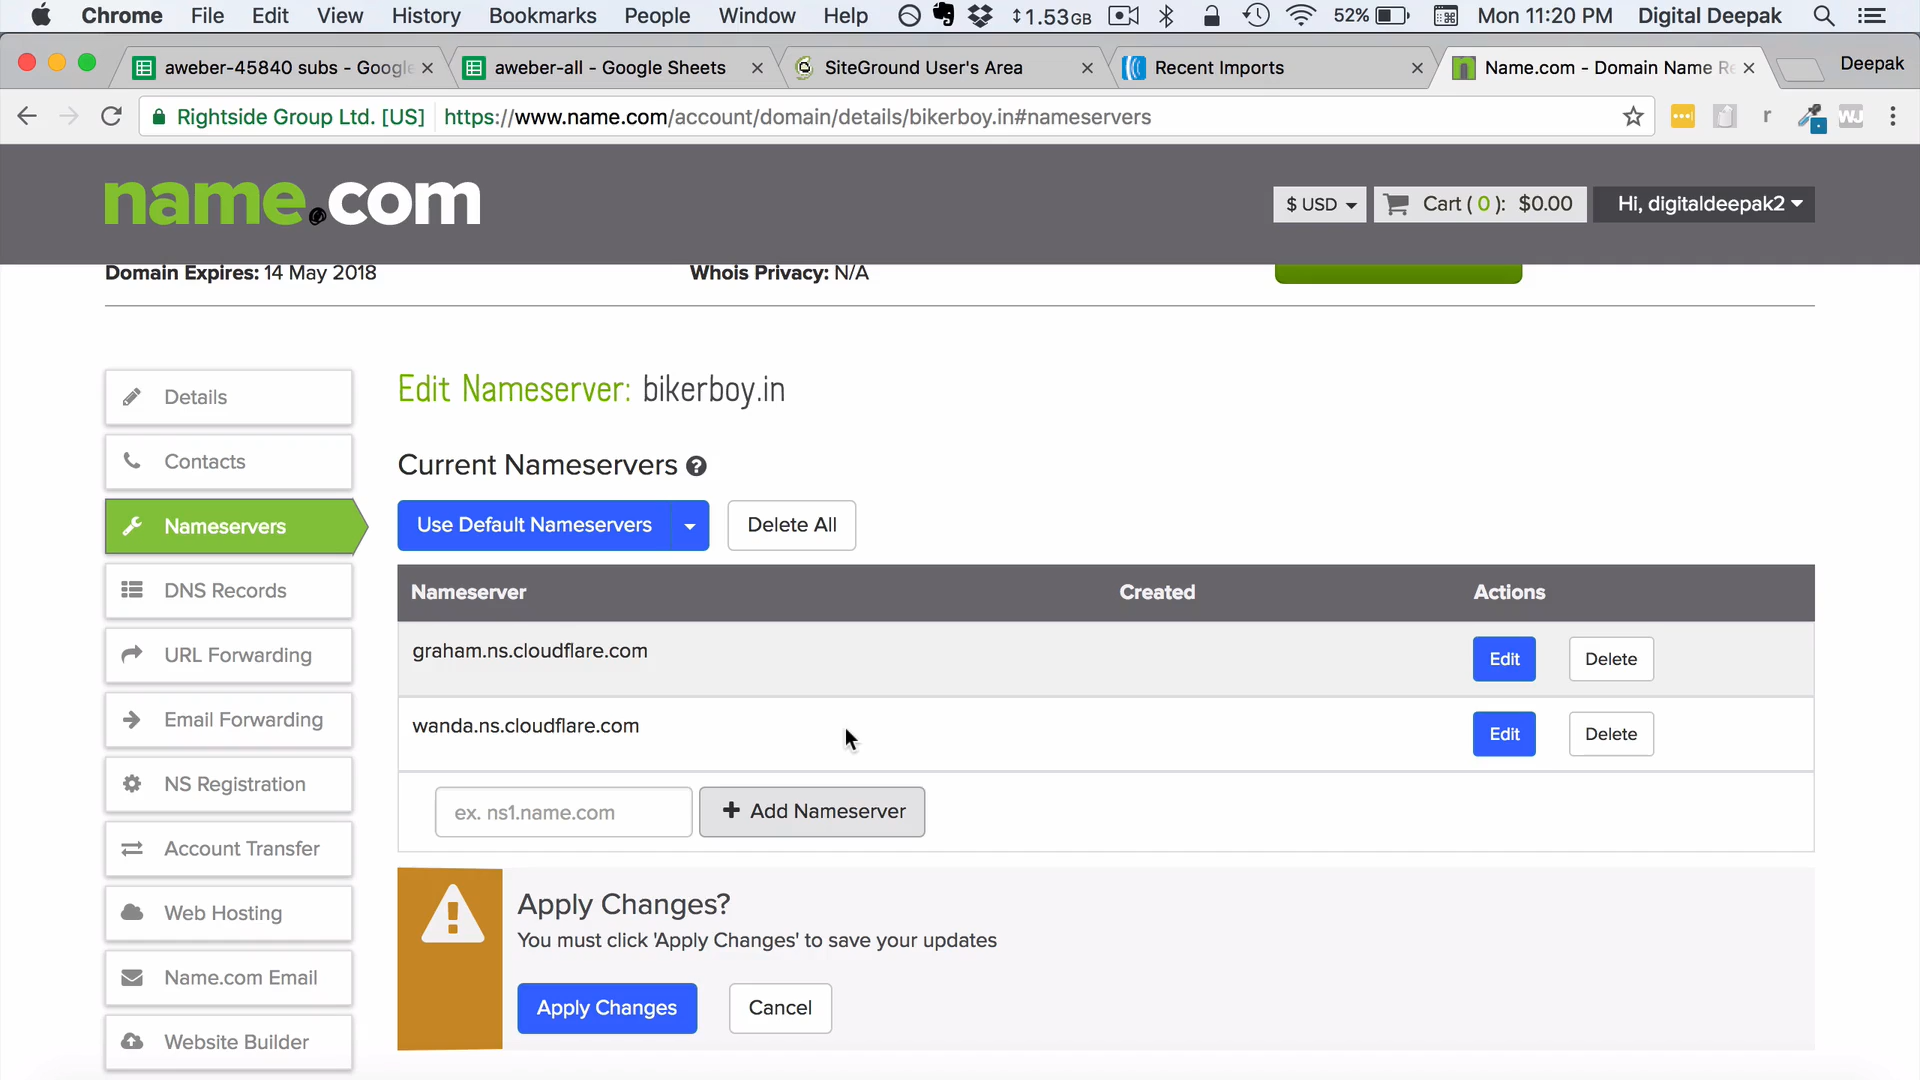 Chrome File Edit View History Bookmarks People Window Help 1.53GB 52% Mon 11:20 PM Digital Deepak
aweber-45840 subs - Google
aweber-all - Google Sheets
SiteGround User's Area
Recent Imports
Name.com - Domain Name Re
Deepak
Rightside Group Ltd. [US] https://www.name.com/account/domain/details/bikerboy.in#nameservers
r
WJ
name.com
$ USD
Cart ( 0 ): $0.00
Hi, digitaldeepak2
Domain Expires: 14 May 2018
Whois Privacy: N/A
Details
Contacts
Nameservers
DNS Records
URL Forwarding
Email Forwarding
NS Registration
Account Transfer
Web Hosting
Name.com Email
Website Builder
Edit Nameserver: bikerboy.in
Current Nameservers ?
Use Default Nameservers
Delete All
Nameserver Created Actions
graham.ns.cloudflare.com Edit Delete
wanda.ns.cloudflare.com Edit Delete
ex. ns1.name.com + Add Nameserver
Apply Changes?
You must click 'Apply Changes' to save your updates
Apply Changes Cancel